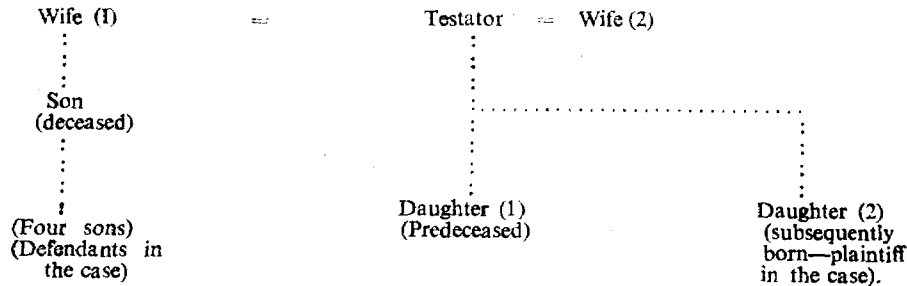 Wife (1) = Testator = Wife (2)
Son
(deceased)
(Four sons)
(Defendants in
the case)
Daughter (1)
(Predeceased)
Daughter (2)
(subsequently
born—plaintiff
in the case).